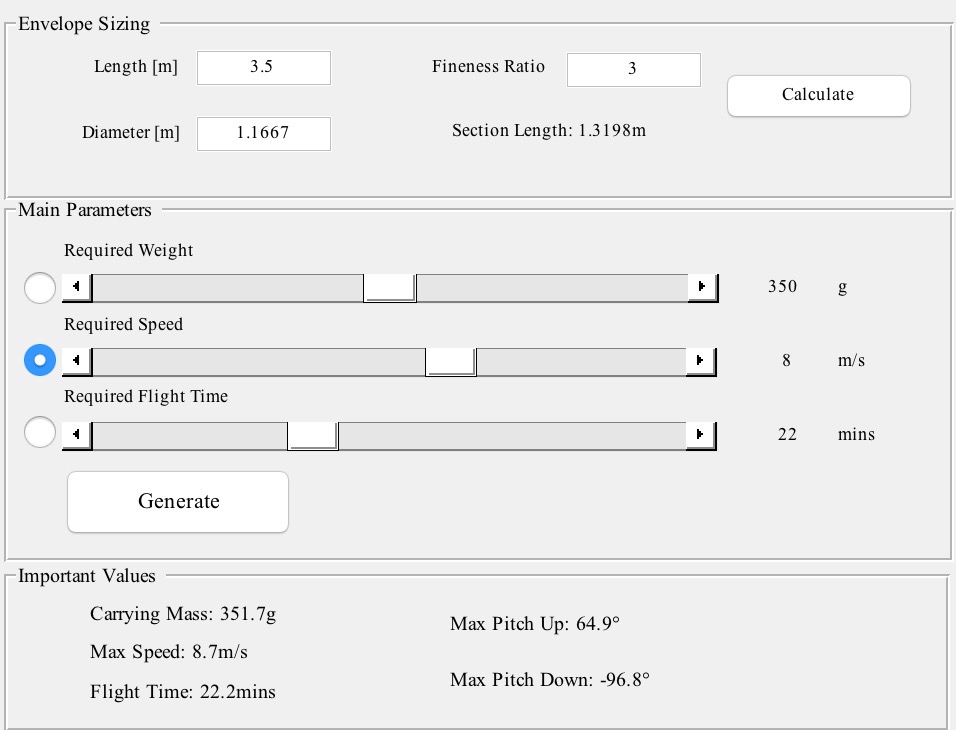 Envelope Sizing
Length [m] 3.5 Fineness Ratio 3 Calculate
Diameter [m] 1.1667 Section Length: 1.3198m
Main Parameters
Required Weight
350 g
Required Speed
8 m/s
Required Flight Time
22 mins
Generate
Important Values
Carrying Mass: 351.7g
Max Pitch Up: 64.9°
Max Speed: 8.7m/s
Max Pitch Down: -96.8°
Flight Time: 22.2mins